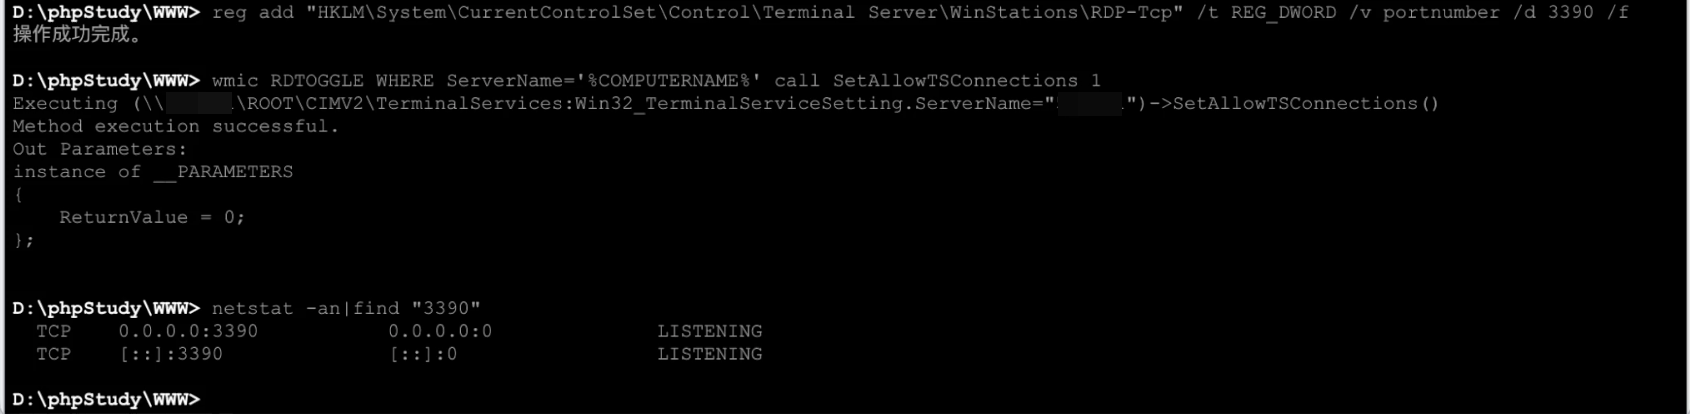 D:\phpStudy\WWW> reg add "HKLM\System\CurrentControlSet\Control\Terminal Server\WinStations\RDP-Tcp" /t REG_DWORD /v portnumber /d 3390 /f
操作成功完成。
D:\phpStudy\WWW> wmic RDTOGGLE WHERE ServerName='%COMPUTERNAME%' call SetAllowTSConnections 1
Executing (\\ \ROOT\CIMV2\TerminalServices:Win32_TerminalServiceSetting.ServerName=" ")->SetAllowTSConnections()
Method execution successful.
Out Parameters:
instance of __PARAMETERS
{
    ReturnValue = 0;
};
D:\phpStudy\WWW> netstat -an|find "3390"
  TCP    0.0.0.0:3390           0.0.0.0:0              LISTENING
  TCP    [::]:3390              [::]:0                 LISTENING
D:\phpStudy\WWW>